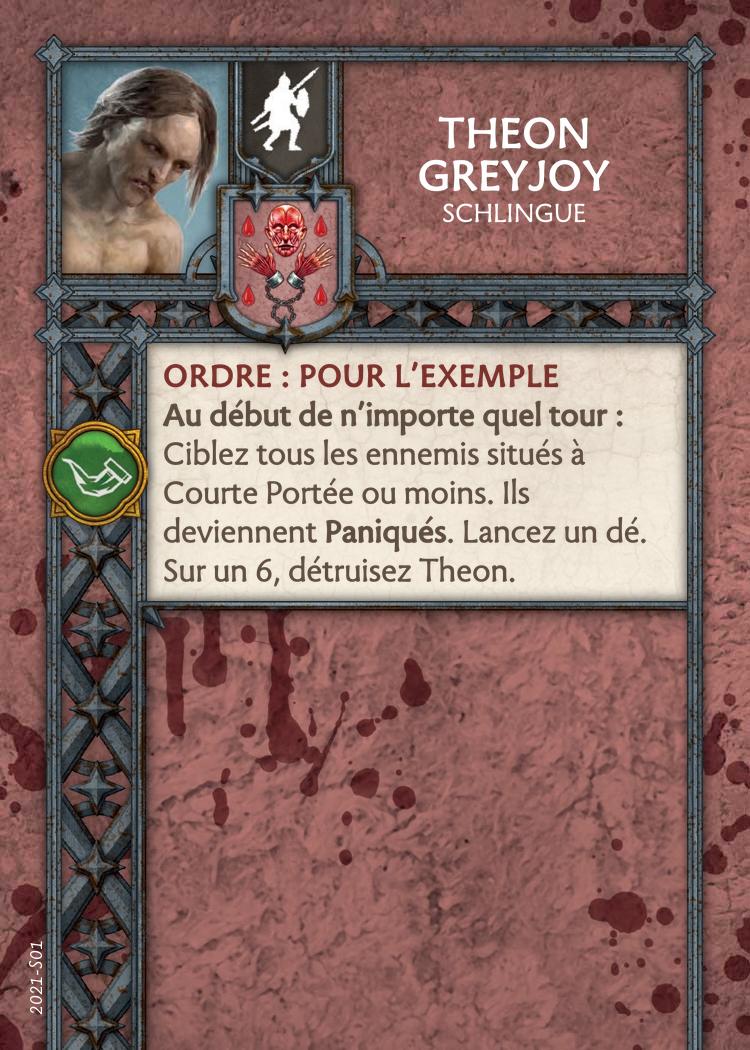 THEON
GREYJOY
SCHLINGUE
ORDRE : POUR L'EXEMPLE
Au début de n'importe quel tour :
Ciblez tous les ennemis situés à
Courte Portée ou moins. Ils
deviennent Paniqués. Lancez un dé.
Sur un 6, détruisez Theon.
2021-S01